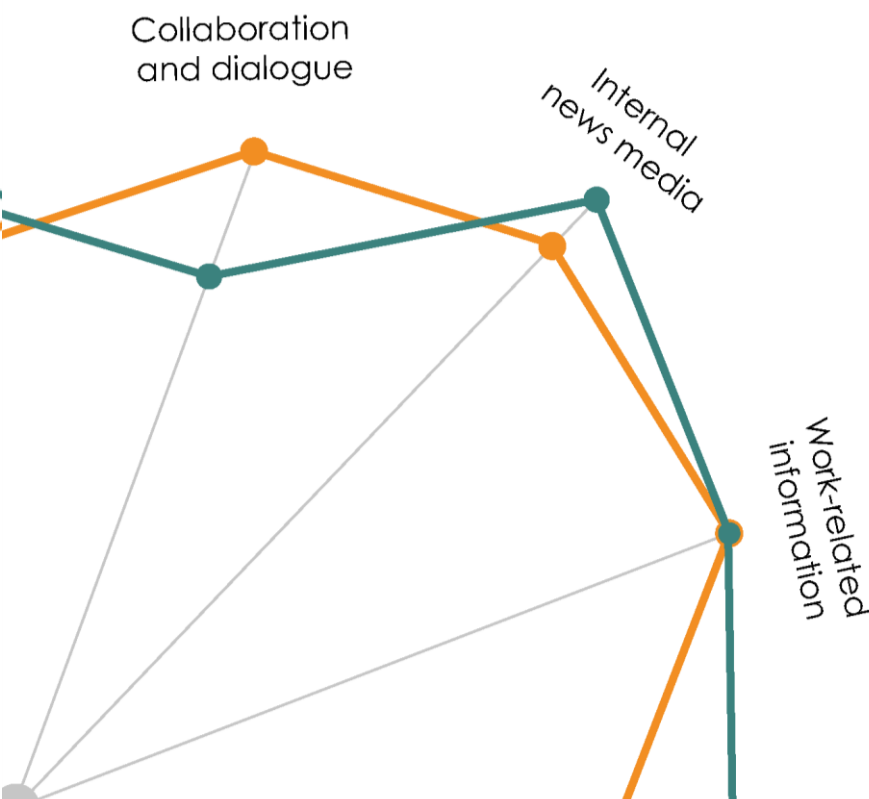 Collaboration
and dialogue
Internal
news media
Work-related
information